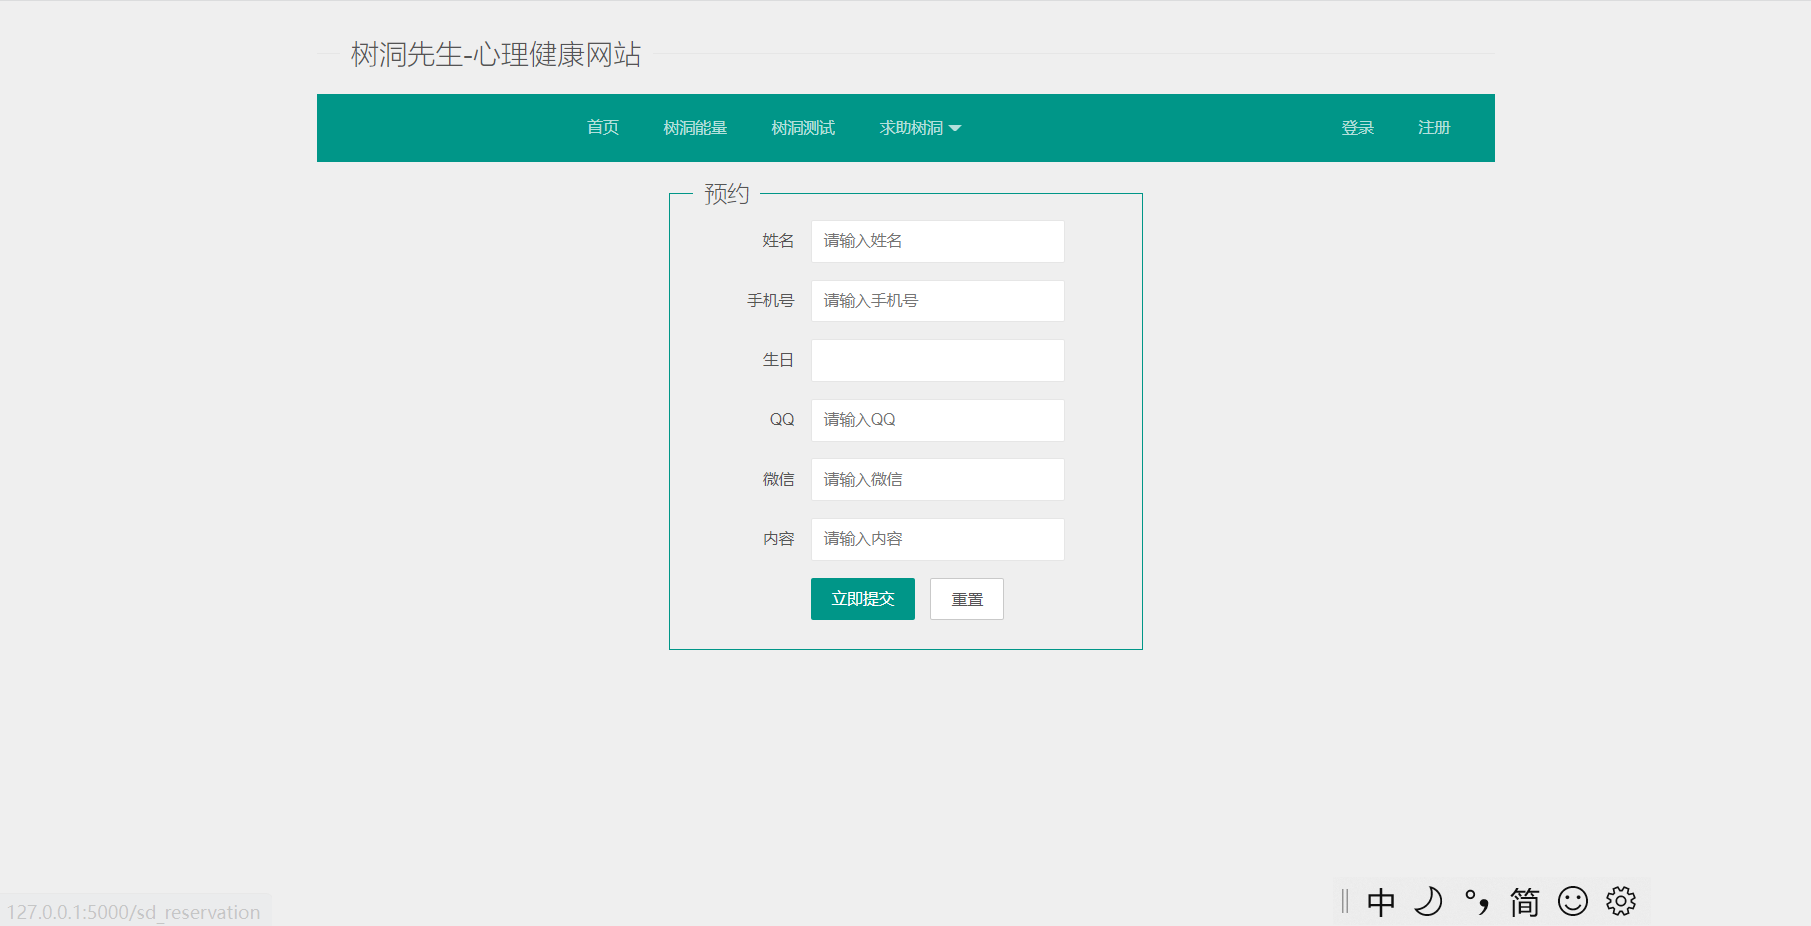 树洞先生-心理健康网站
首页 树洞能量 树洞测试 求助树洞 登录 注册
预约
姓名 请输入姓名
手机号 请输入手机号
生日
QQ 请输入QQ
微信 请输入微信
内容 请输入内容
立即提交 重置
127.0.0.1:5000/sd_reservation
中 °, 简